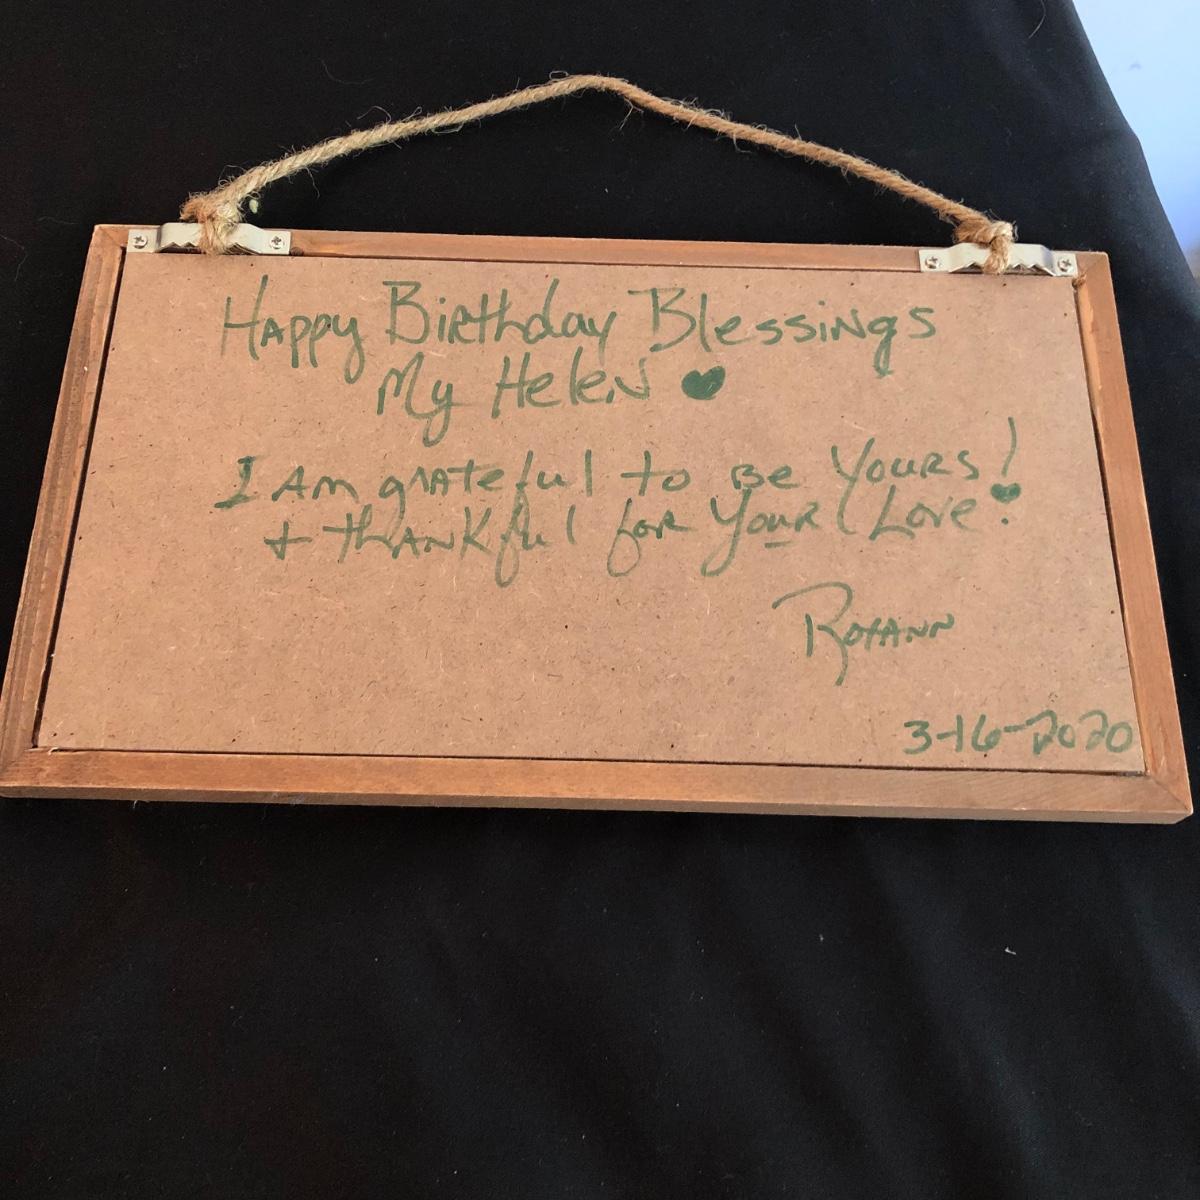 Happy Birthday Blessings
My Helen ♥
I Am grateful to Be Yours!
+ thankful for Your Love!
Roxann
3-16-2020